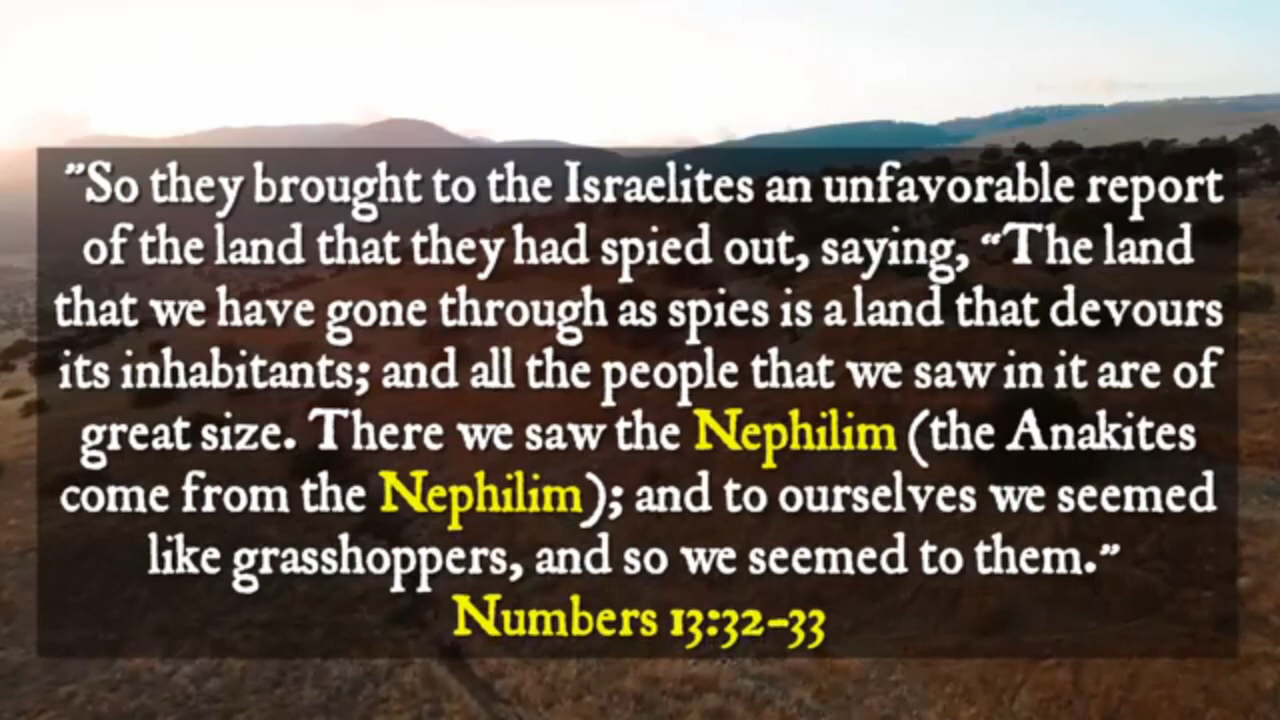 "So they brought to the Israelites an unfavorable report
of the land that they had spied out, saying, “The land
that we have gone through as spies is a land that devours
its inhabitants; and all the people that we saw in it are of
great size. There we saw the Nephilim (the Anakites
come from the Nephilim); and to ourselves we seemed
like grasshoppers, and so we seemed to them.”
Numbers 13:32-33